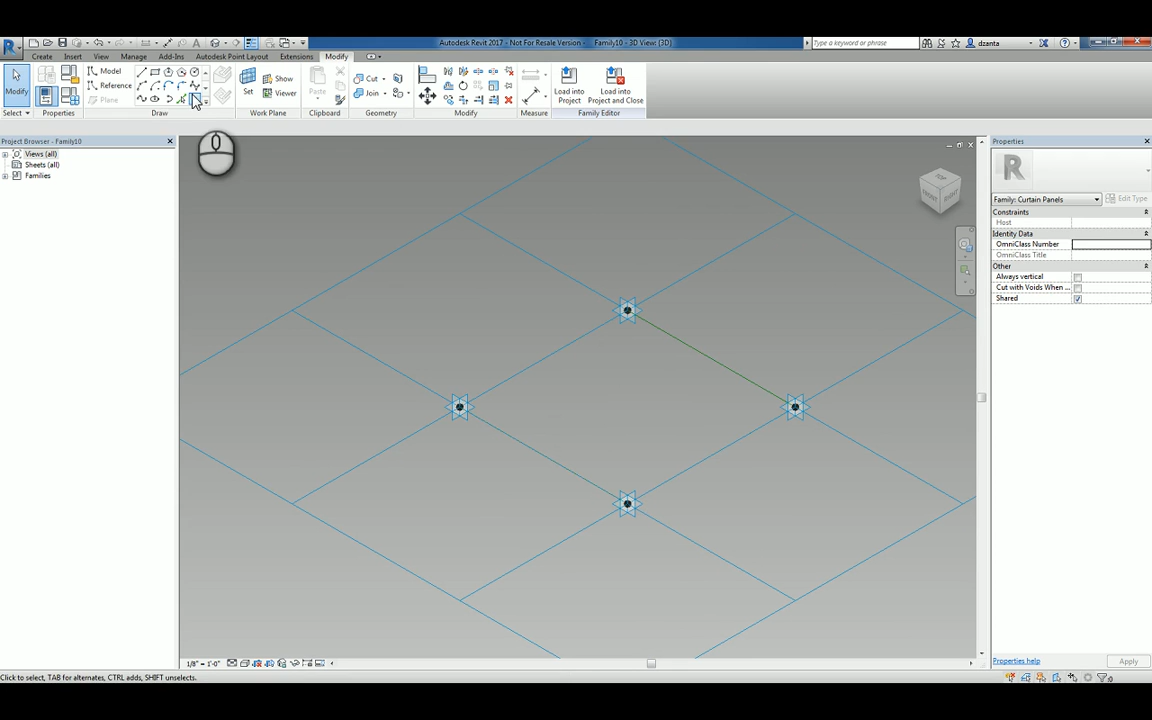 Autodesk Revit 2017 - Not For Resale Version - Family10 - 3D View: {3D}
Type a keyword or phrase
dzanta
Create Insert View Manage Add-Ins Autodesk Point Layout Extensions Modify
Model
Reference
Plane
Set
Show
Viewer
Paste
Cut
Join
Load into
Project
Load into
Project and Close
Modify
Select
Properties
Draw
Work Plane
Clipboard
Geometry
Modify
Measure
Family Editor
Project Browser - Family10
Views (all)
Sheets (all)
Families
TOP
FRONT
RIGHT
Properties
Family: Curtain Panels
Edit Type
Constraints
Host
Identity Data
OmniClass Number
OmniClass Title
Other
Always vertical
Cut with Voids When ...
Shared
Properties help
Apply
1/8" = 1'-0"
Click to select, TAB for alternates, CTRL adds, SHIFT unselects.
:0